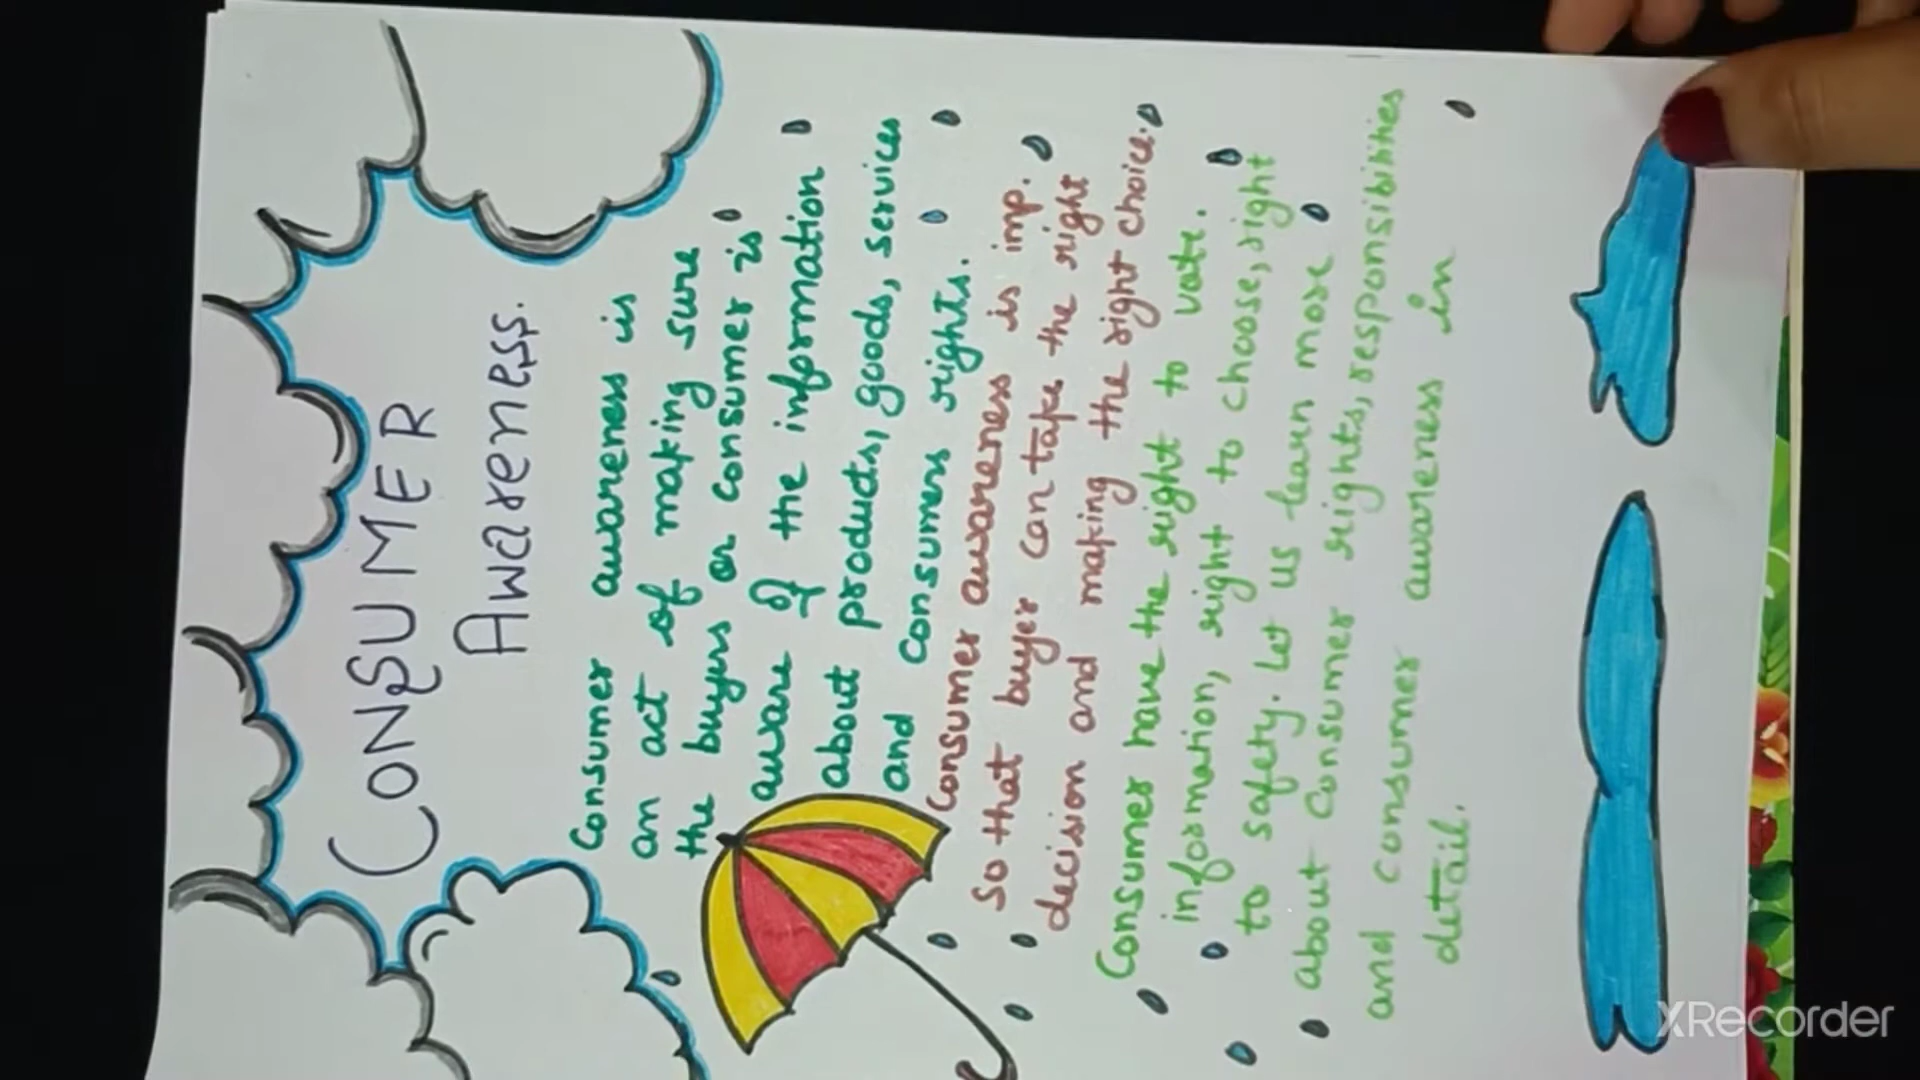 CONSUMER
Awareness.
Consumer awareness is
an act of making sure
the buyers or consumer is
aware of the information
about products, goods, services
and consumers rights.
Consumer awareness is imp.
so that buyer can take the right
decision and making the right choice.
Consumer have the right to vote.
information, right to choose, right
to safety. Let us learn more
about consumer rights, responsibilities
and consumer awareness in
detail.
XRecorder